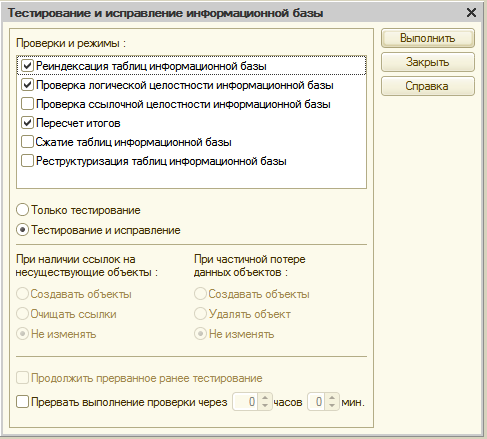 Тестирование и исправление информационной базы
Проверки и режимы :
Выполнить
Закрыть
Справка
Реиндексация таблиц информационной базы
Проверка логической целостности информационной базы
Проверка ссылочной целостности информационной базы
Пересчет итогов
Сжатие таблиц информационной базы
Реструктуризация таблиц информационной базы
Только тестирование
Тестирование и исправление
При наличии ссылок на
несуществующие объекты :
Создавать объекты
Очищать ссылки
Не изменять
При частичной потере
данных объектов :
Создавать объекты
Удалять объект
Не изменять
Продолжить прерванное ранее тестирование
Прервать выполнение проверки через 0 часов 0 мин.